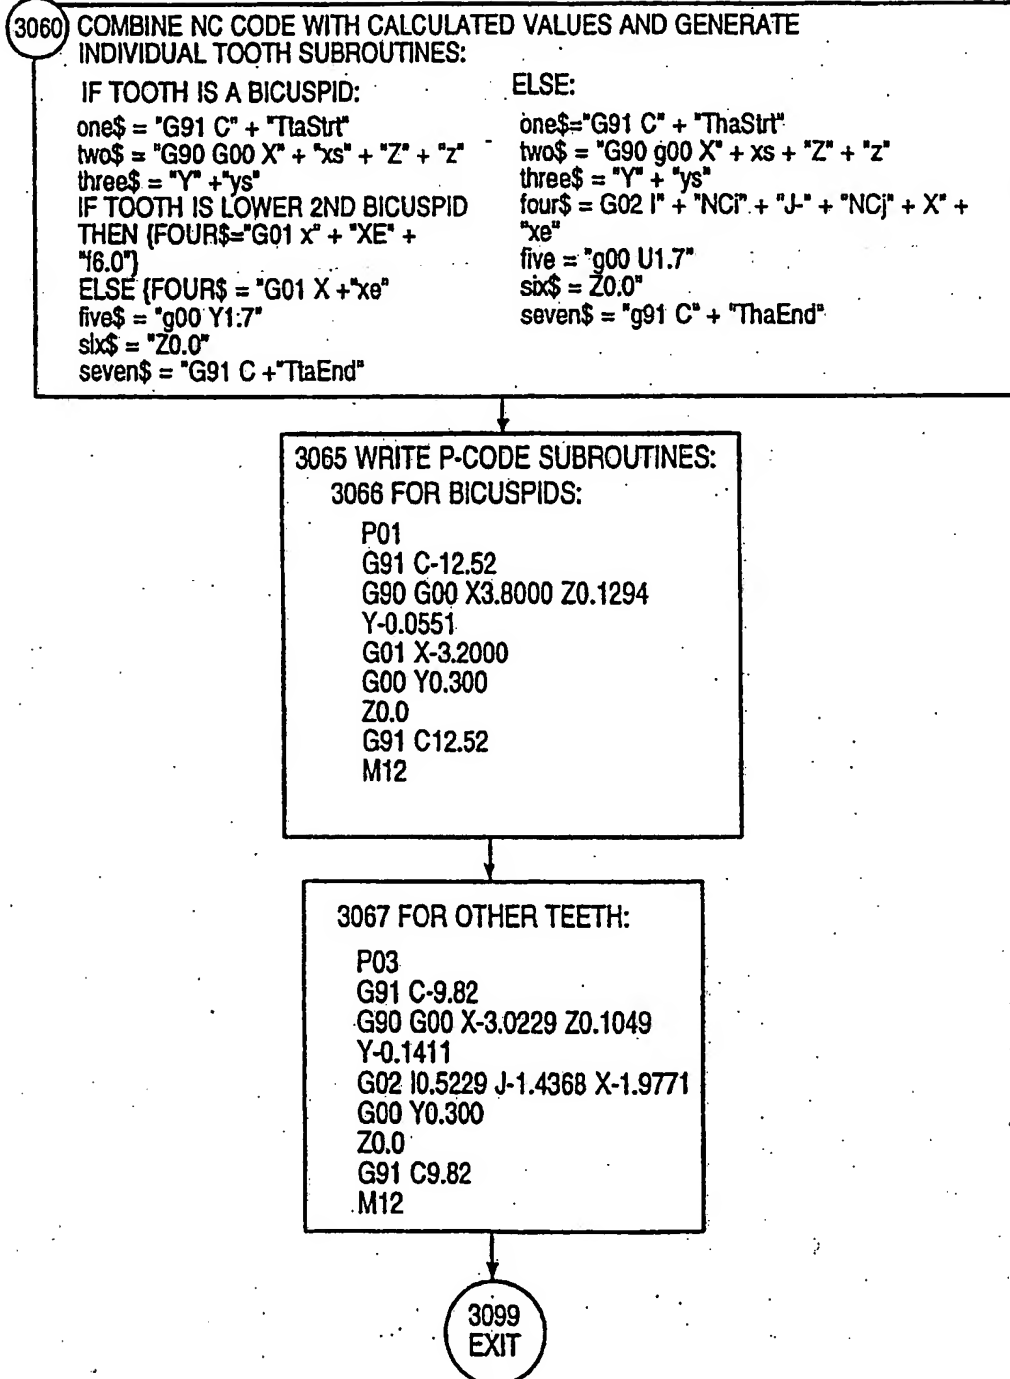 3060 COMBINE NC CODE WITH CALCULATED VALUES AND GENERATE
INDIVIDUAL TOOTH SUBROUTINES:
IF TOOTH IS A BICUSPID:
one$ = "G91 C" + "TtaStrt"
two$ = "G90 G00 X" + "xs" + "Z" + "z"
three$ = "Y" +"ys"
IF TOOTH IS LOWER 2ND BICUSPID
THEN {FOUR$="G01 x" + "XE" +
"f6.0"}
ELSE {FOUR$ = "G01 X +"xe"
five$ = "g00 Y1.7"
six$ = "Z0.0"
seven$ = "G91 C +"TtaEnd"
ELSE:
one$="G91 C" + "ThaStrt"
two$ = "G90 g00 X" + xs + "Z" + "z"
three$ = "Y" + "ys"
four$ = G02 I" + "NCi" + "J-" + "NCj" + X" +
"xe"
five = "g00 U1.7"
six$ = Z0.0"
seven$ = "g91 C" + "ThaEnd"
3065 WRITE P-CODE SUBROUTINES:
3066 FOR BICUSPIDS:
P01
G91 C-12.52
G90 G00 X3.8000 Z0.1294
Y-0.0551
G01 X-3.2000
G00 Y0.300
Z0.0
G91 C12.52
M12
3067 FOR OTHER TEETH:
P03
G91 C-9.82
G90 G00 X-3.0229 Z0.1049
Y-0.1411
G02 I0.5229 J-1.4368 X-1.9771
G00 Y0.300
Z0.0
G91 C9.82
M12
3099
EXIT